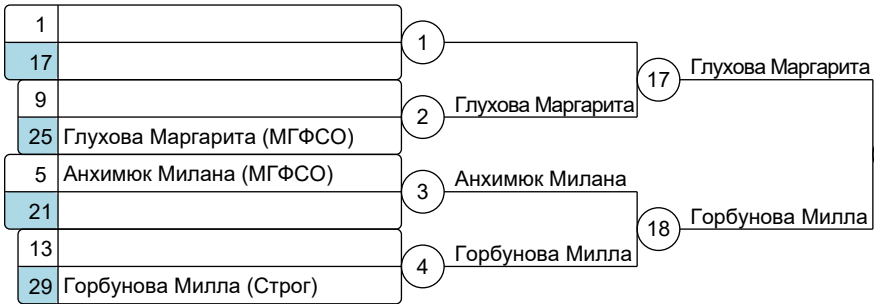 1
1
17
17
Глухова Маргарита
9
2
Глухова Маргарита
25 Глухова Маргарита (МГФСО)
5 Анхимюк Милана (МГФСО)
3
Анхимюк Милана
21
18
Горбунова Милла
13
4
Горбунова Милла
29 Горбунова Милла (Строг)